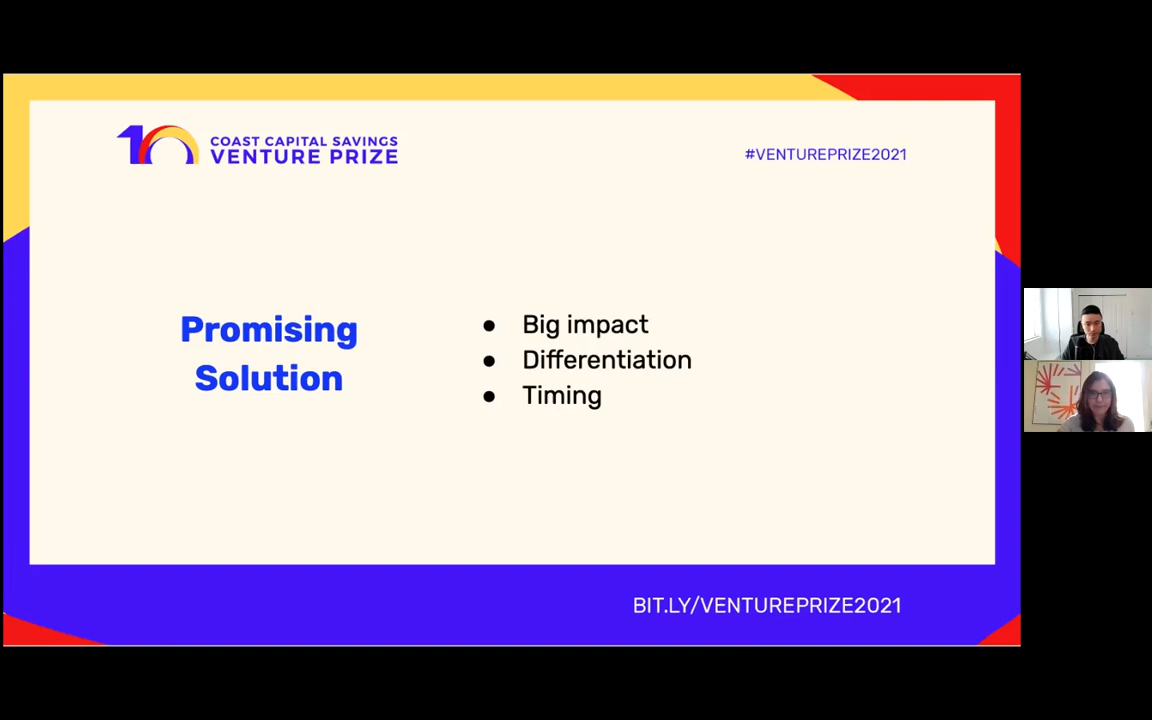 10 COAST CAPITAL SAVINGS
VENTURE PRIZE
#VENTUREPRIZE2021
Promising
Solution
● Big impact
● Differentiation
● Timing
BIT.LY/VENTUREPRIZE2021